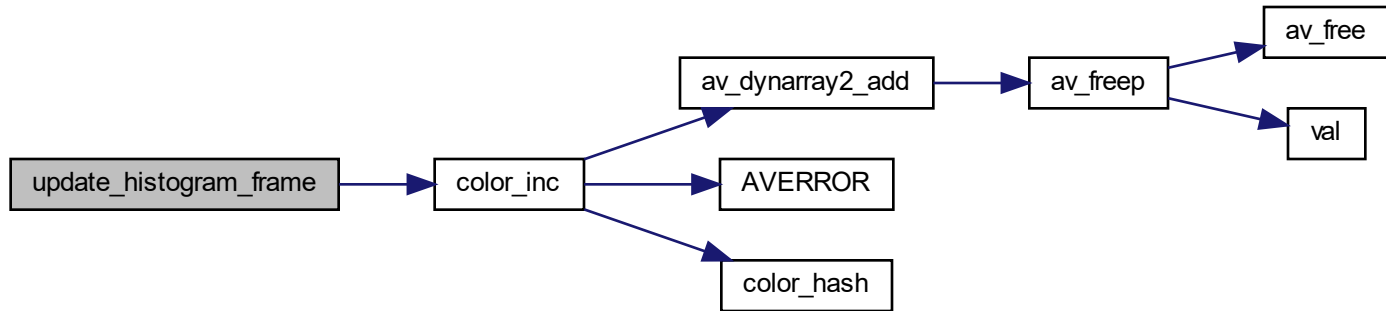 update_histogram_frame
color_inc
av_dynarray2_add
AVERROR
color_hash
av_freep
av_free
val